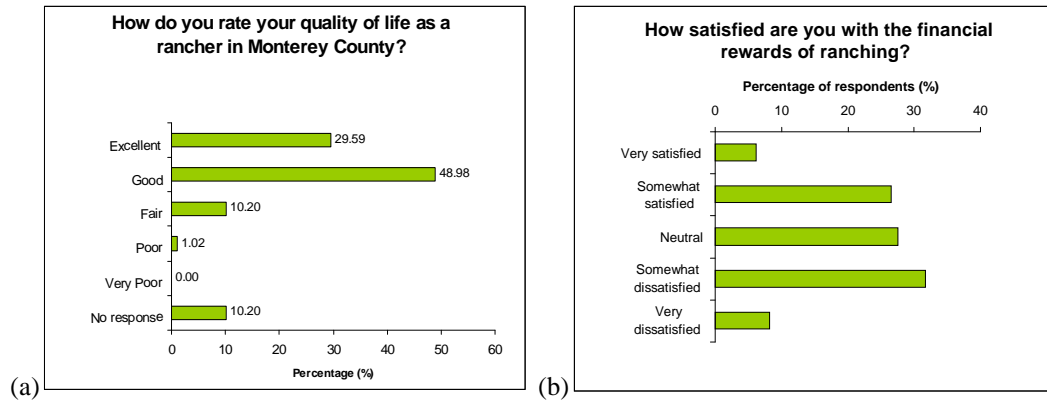 How do you rate your quality of life as a
rancher in Monterey County?
Excellent 29.59
Good 48.98
Fair 10.20
Poor 1.02
Very Poor 0.00
No response 10.20
0 10 20 30 40 50 60
Percentage (%)
(a)
How satisfied are you with the financial
rewards of ranching?
Percentage of respondents (%)
0 10 20 30 40
Very satisfied
Somewhat
satisfied
Neutral
Somewhat
dissatisfied
Very
dissatisfied
(b)